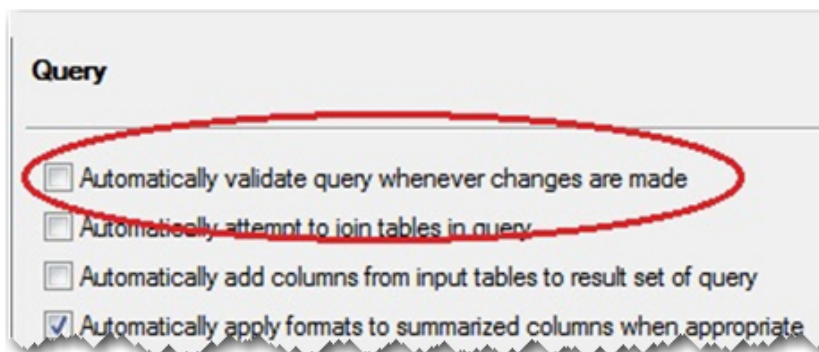 Query
Automatically validate query whenever changes are made
Automatically attempt to join tables in query
Automatically add columns from input tables to result set of query
Automatically apply formats to summarized columns when appropriate